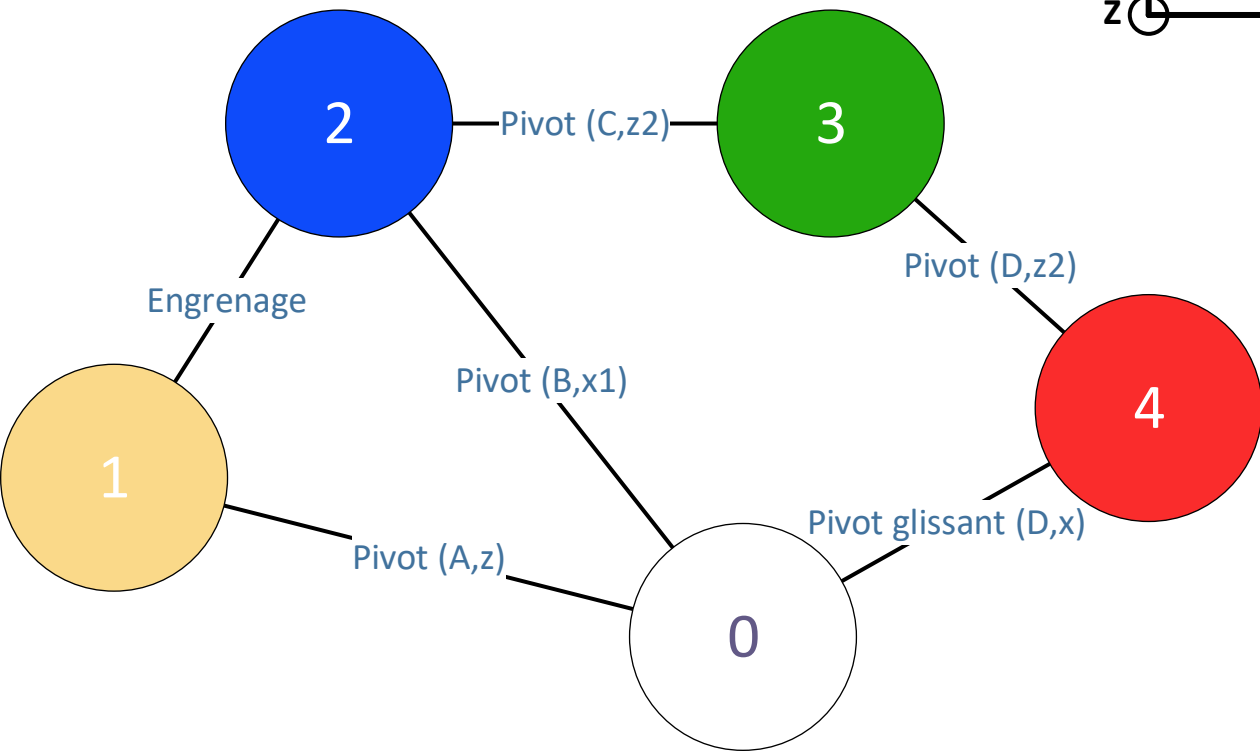 z
2
Pivot (C,z2)
3
Pivot (D,z2)
Engrenage
Pivot (B,x1)
4
1
Pivot glissant (D,x)
Pivot (A,z)
0